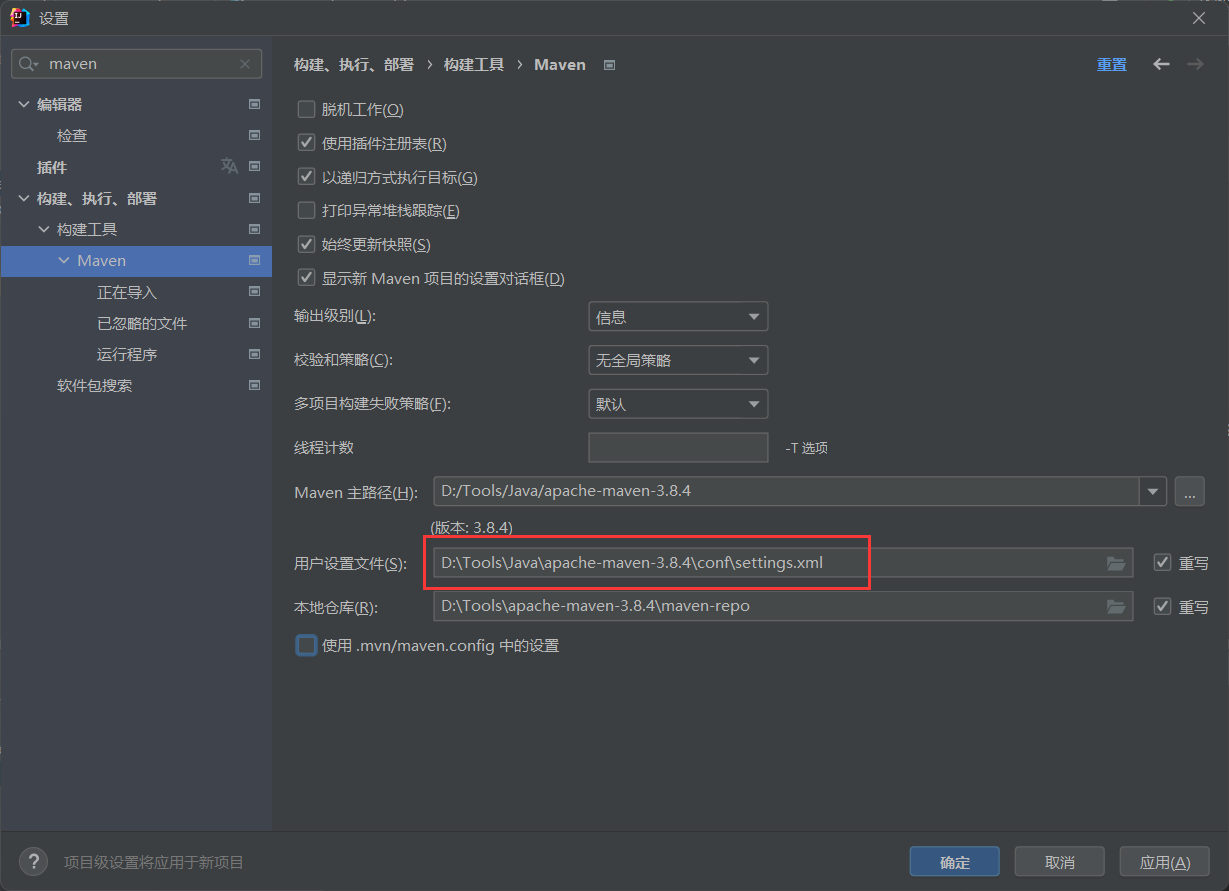 设置
maven
编辑器
检查
插件
构建、执行、部署
构建工具
Maven
正在导入
已忽略的文件
运行程序
软件包搜索
构建、执行、部署 › 构建工具 › Maven
重置
脱机工作(O)
使用插件注册表(R)
以递归方式执行目标(G)
打印异常堆栈跟踪(E)
始终更新快照(S)
显示新 Maven 项目的设置对话框(D)
输出级别(L): 信息
校验和策略(C): 无全局策略
多项目构建失败策略(F): 默认
线程计数 -T 选项
Maven 主路径(H): D:/Tools/Java/apache-maven-3.8.4 ...
(版本: 3.8.4)
用户设置文件(S): D:\Tools\Java\apache-maven-3.8.4\conf\settings.xml 重写
本地仓库(R): D:\Tools\apache-maven-3.8.4\maven-repo 重写
使用 .mvn/maven.config 中的设置
? 项目级设置将应用于新项目
确定 取消 应用(A)